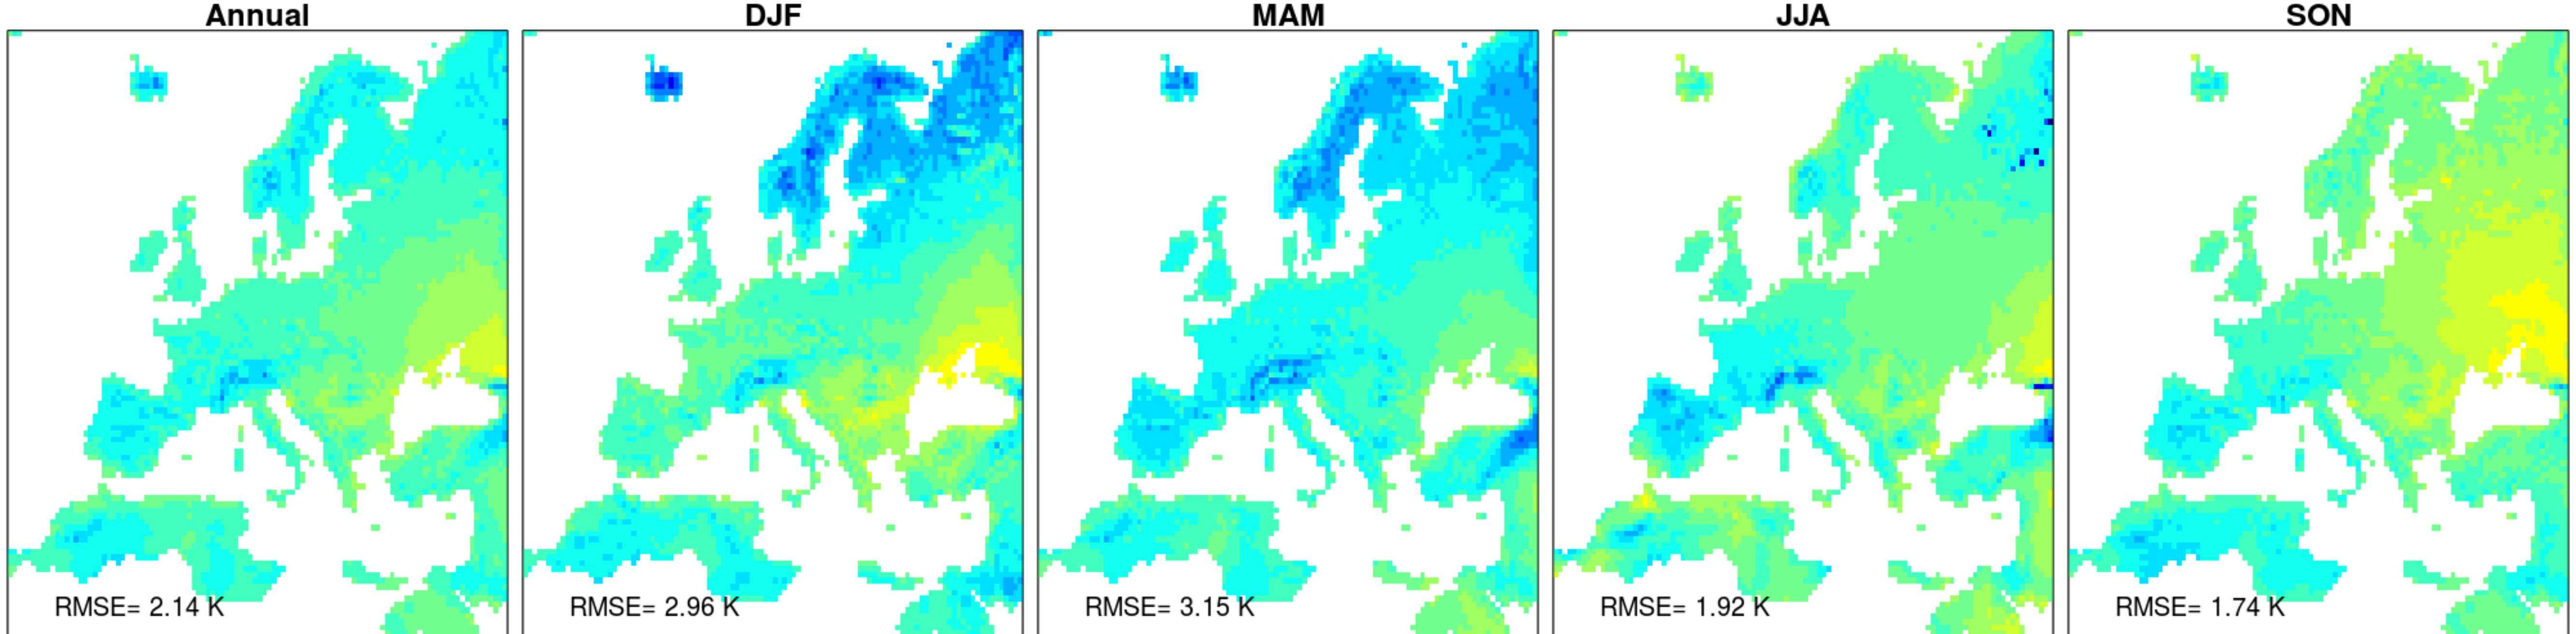 Annual DJF MAM JJA SON
RMSE= 2.14 K RMSE= 2.96 K RMSE= 3.15 K RMSE= 1.92 K RMSE= 1.74 K